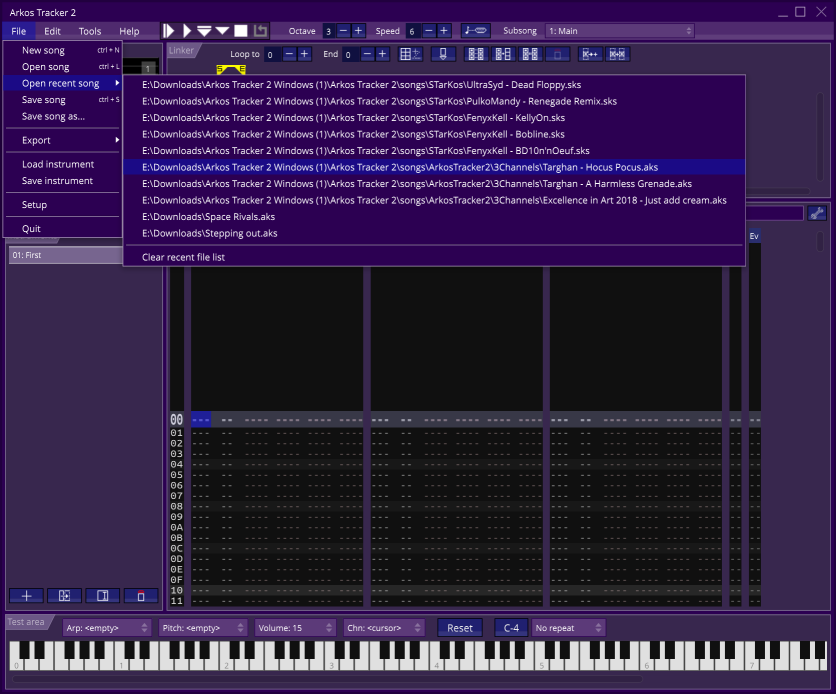 Arkos Tracker 2
File Edit Tools Help Octave 3 Speed 6 Subsong 1: Main
New song ctrl + N
Open song ctrl + L
Open recent song
Save song ctrl + S
Save song as...
Export
Load instrument
Save instrument
Setup
Quit
1
Linker Loop to 0 End 0
S E
E:\Downloads\Arkos Tracker 2 Windows (1)\Arkos Tracker 2\songs\STarKos\UltraSyd - Dead Floppy.sks
E:\Downloads\Arkos Tracker 2 Windows (1)\Arkos Tracker 2\songs\STarKos\PulkoMandy - Renegade Remix.sks
E:\Downloads\Arkos Tracker 2 Windows (1)\Arkos Tracker 2\songs\STarKos\FenyxKell - KellyOn.sks
E:\Downloads\Arkos Tracker 2 Windows (1)\Arkos Tracker 2\songs\STarKos\FenyxKell - Bobline.sks
E:\Downloads\Arkos Tracker 2 Windows (1)\Arkos Tracker 2\songs\STarKos\FenyxKell - BD10n'nOeuf.sks
E:\Downloads\Arkos Tracker 2 Windows (1)\Arkos Tracker 2\songs\ArkosTracker2\3Channels\Targhan - Hocus Pocus.aks
E:\Downloads\Arkos Tracker 2 Windows (1)\Arkos Tracker 2\songs\ArkosTracker2\3Channels\Targhan - A Harmless Grenade.aks
E:\Downloads\Arkos Tracker 2 Windows (1)\Arkos Tracker 2\songs\ArkosTracker2\3Channels\Excellence in Art 2018 - Just add cream.aks
E:\Downloads\Space Rivals.aks
E:\Downloads\Stepping out.aks
Clear recent file list
Ev
01: First
00
01
02
03
04
05
06
07
08
09
0A
0B
0C
0D
0E
0F
10
11
Test area Arp: <empty> Pitch: <empty> Volume: 15 Chn: <cursor> Reset C-4 No repeat
0 1 2 3 4 5 6 7